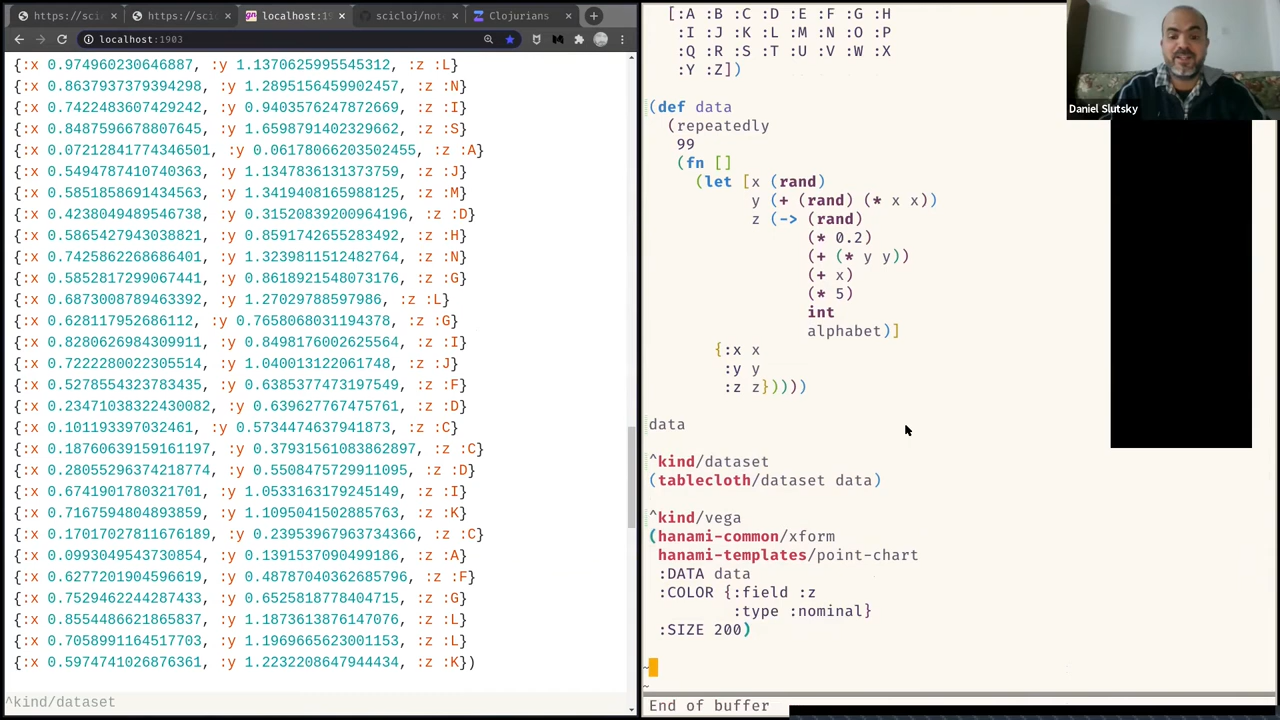 https://scic
https://scic
localhost:19
scicloj/note
Clojurians
localhost:1903
{:x 0.974960230646887, :y 1.1370625995545312, :z :L}
{:x 0.8637937379394298, :y 1.2895156459902457, :z :N}
{:x 0.7422483607429242, :y 0.940357624787 2669, :z :I}
{:x 0.8487596678807645, :y 1.6598791402329662, :z :S}
{:x 0.07212841774346501, :y 0.06178066203502455, :z :A}
{:x 0.5494787410740363, :y 1.1347836131373759, :z :J}
{:x 0.5851858691434563, :y 1.3419408165988125, :z :M}
{:x 0.4238049489546738, :y 0.31520839200964196, :z :D}
{:x 0.5865427943038821, :y 0.8591742655283492, :z :H}
{:x 0.7425862268686401, :y 1.3239811512482764, :z :N}
{:x 0.5852817299067441, :y 0.8618921548073176, :z :G}
{:x 0.6873008789463392, :y 1.27029788597986, :z :L}
{:x 0.628117952686112, :y 0.7658068031194378, :z :G}
{:x 0.8280626984309911, :y 0.8498176002625564, :z :I}
{:x 0.7222280022305514, :y 1.040013122061748, :z :J}
{:x 0.5278554323783435, :y 0.6385377473197549, :z :F}
{:x 0.23471038322430082, :y 0.639627767475761, :z :D}
{:x 0.101193397032461, :y 0.5734474637941873, :z :C}
{:x 0.18760639159161197, :y 0.37931561083862897, :z :C}
{:x 0.28055296374218774, :y 0.5508475729911095, :z :D}
{:x 0.6741901780321701, :y 1.0533163179245149, :z :I}
{:x 0.7167594804893859, :y 1.1095041502885763, :z :K}
{:x 0.17017027811676189, :y 0.23953967963734366, :z :C}
{:x 0.0993049543730854, :y 0.1391537090499186, :z :A}
{:x 0.6277201904596619, :y 0.48787040362685796, :z :F}
{:x 0.7529462244287433, :y 0.6525818778404715, :z :G}
{:x 0.8554486621865837, :y 1.1873613876147076, :z :L}
{:x 0.7058991164517703, :y 1.1969665623001153, :z :L}
{:x 0.5974741026876361, :y 1.2232208647944434, :z :K})
^kind/dataset
[:A :B :C :D :E :F :G :H
:I :J :K :L :M :N :O :P
:Q :R :S :T :U :V :W :X
:Y :Z])
(def data
(repeatedly
99
(fn []
(let [x (rand)
y (+ (rand) (* x x))
z (-> (rand)
(* 0.2)
(+ (* y y))
(+ x)
(* 5)
int
alphabet)]
{:x x
:y y
:z z}))))
data
^kind/dataset
(tablecloth/dataset data)
^kind/vega
(hanami-common/xform
hanami-templates/point-chart
:DATA data
:COLOR {:field :z
:type :nominal}
:SIZE 200)
~
~
End of buffer
Daniel Slutsky